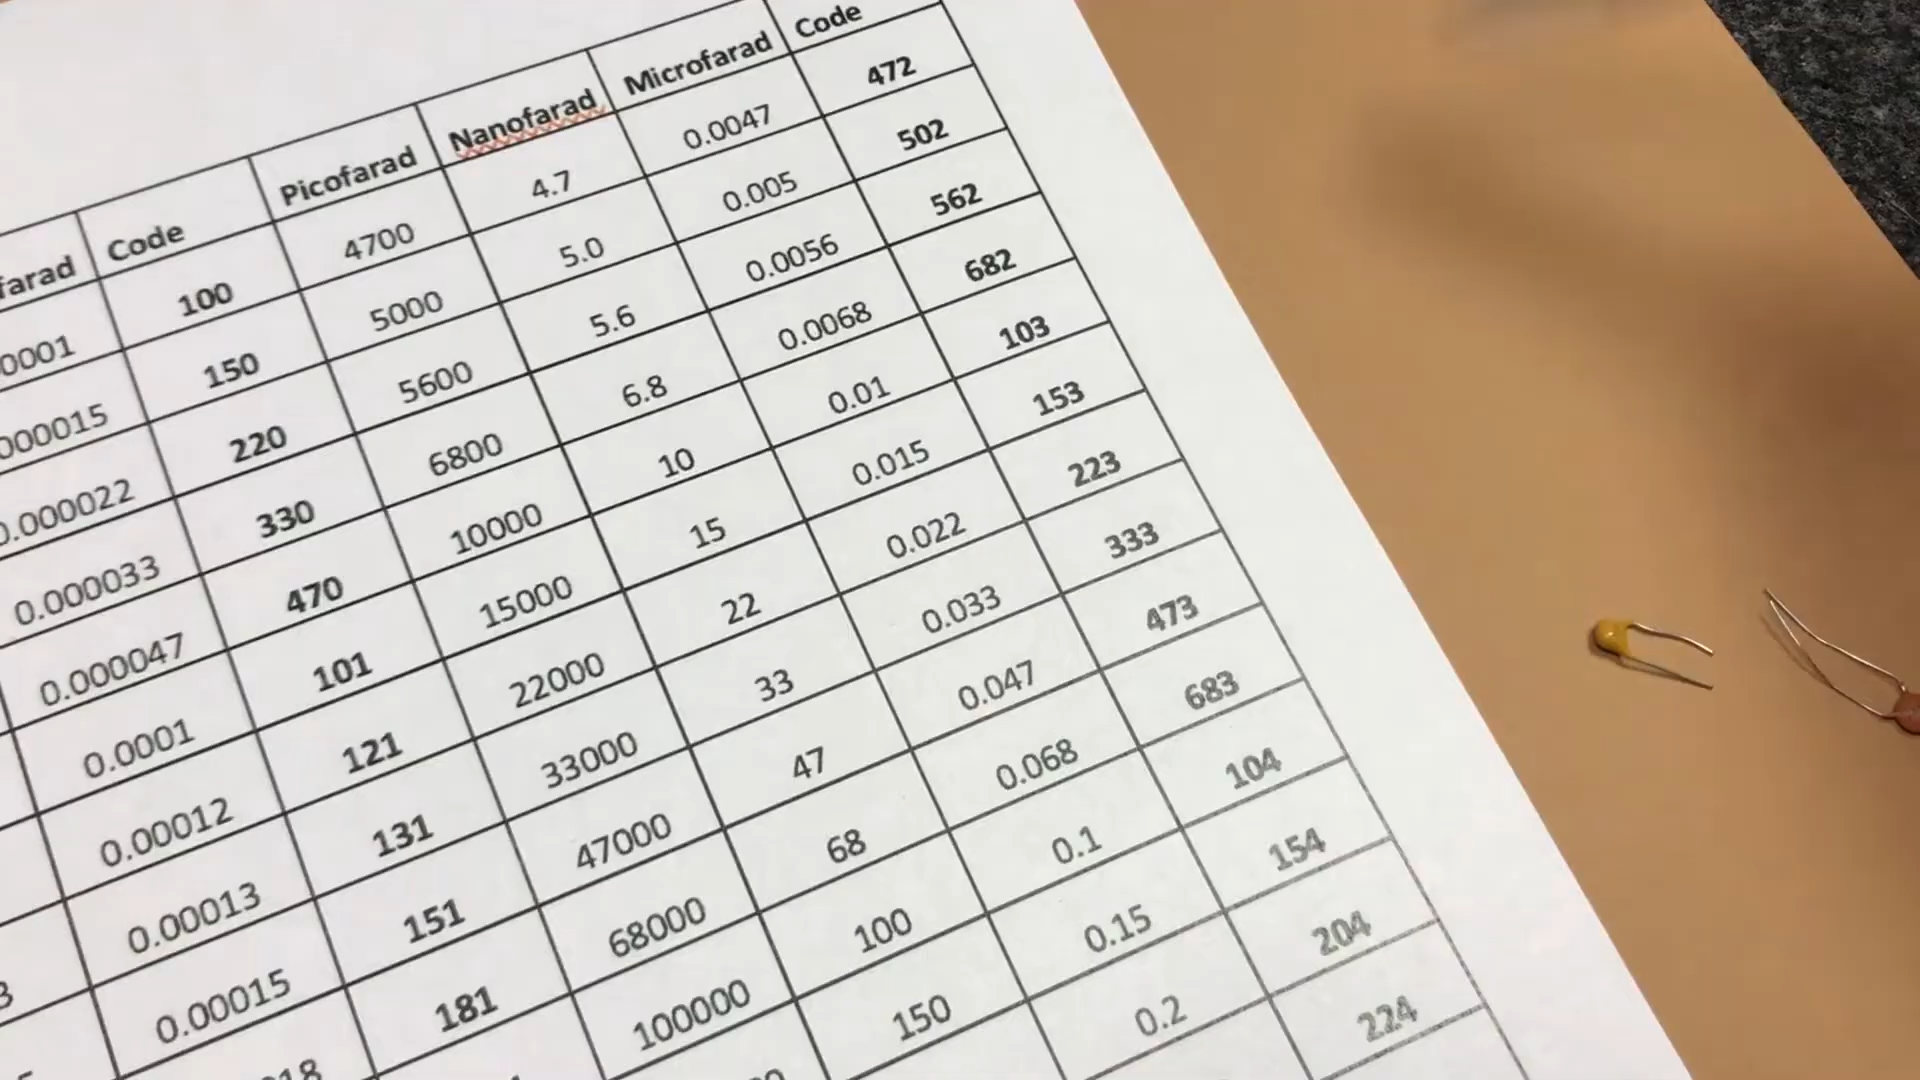 farad Code Picofarad Nanofarad Microfarad Code
0001 100 4700 4.7 0.0047 472
000015 150 5000 5.0 0.005 502
0.000022 220 5600 5.6 0.0056 562
0.000033 330 6800 6.8 0.0068 682
0.000047 470 10000 10 0.01 103
0.0001 101 15000 15 0.015 153
0.00012 121 22000 22 0.022 223
0.00013 131 33000 33 0.033 333
0.00015 151 47000 47 0.047 473
181 68000 68 0.068 683
100000 100 0.1 104
150 0.15 154
0.2 204
224